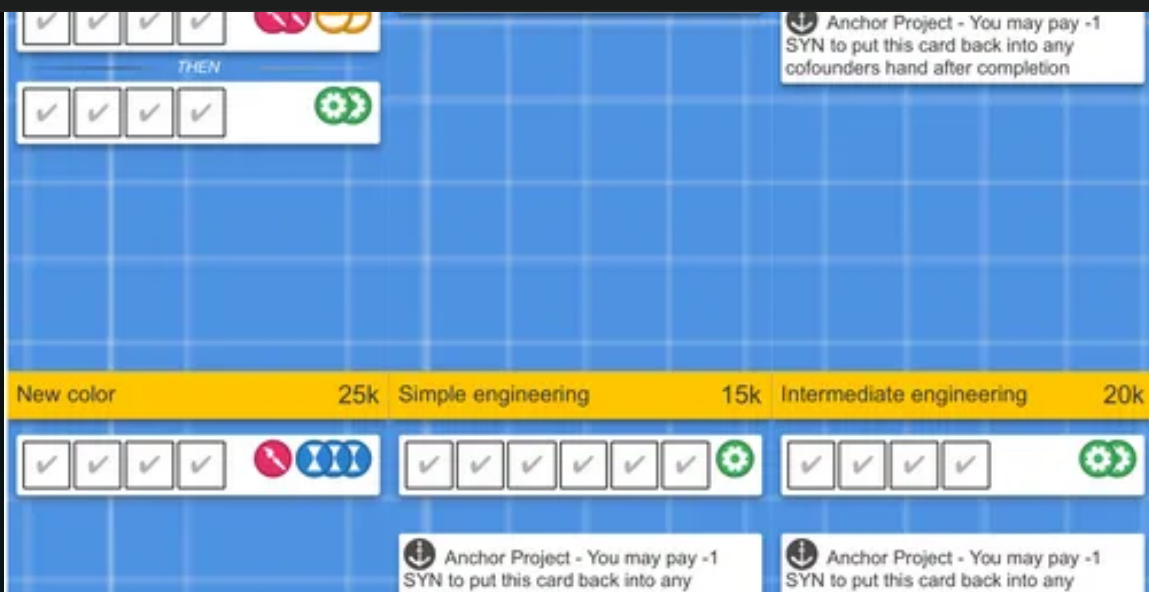 Anchor Project - You may pay -1
SYN to put this card back into any
cofounders hand after completion
THEN
New color 25k
Simple engineering 15k
Intermediate engineering 20k
Anchor Project - You may pay -1
SYN to put this card back into any
Anchor Project - You may pay -1
SYN to put this card back into any